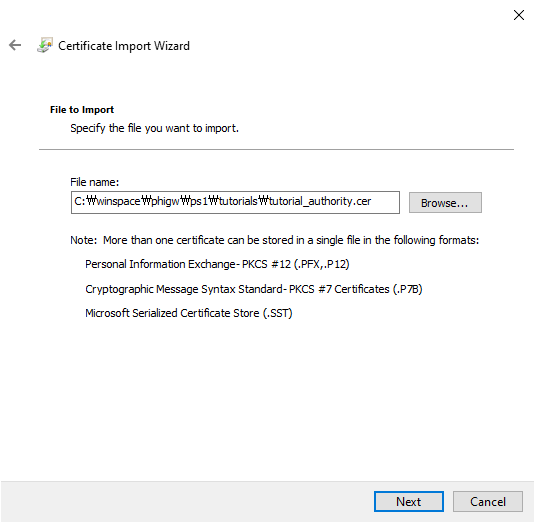 Certificate Import Wizard
File to Import
Specify the file you want to import.
File name:
C:₩winspace₩phigw₩ps1₩tutorials₩tutorial_authority.cer
Browse...
Note:  More than one certificate can be stored in a single file in the following formats:
Personal Information Exchange- PKCS #12 (.PFX,.P12)
Cryptographic Message Syntax Standard- PKCS #7 Certificates (.P7B)
Microsoft Serialized Certificate Store (.SST)
Next
Cancel